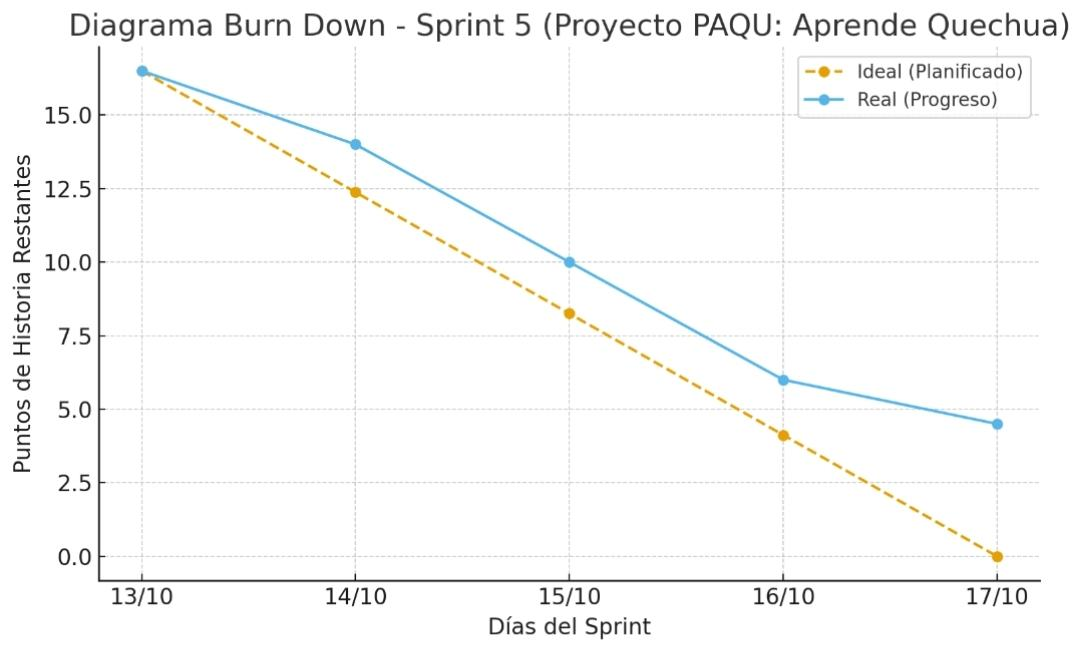 Diagrama Burn Down - Sprint 5 (Proyecto PAQU: Aprende Quechua)
Ideal (Planificado)
Real (Progreso)
Puntos de Historia Restantes
15.0
12.5
10.0
7.5
5.0
2.5
0.0
13/10 14/10 15/10 16/10 17/10
Días del Sprint